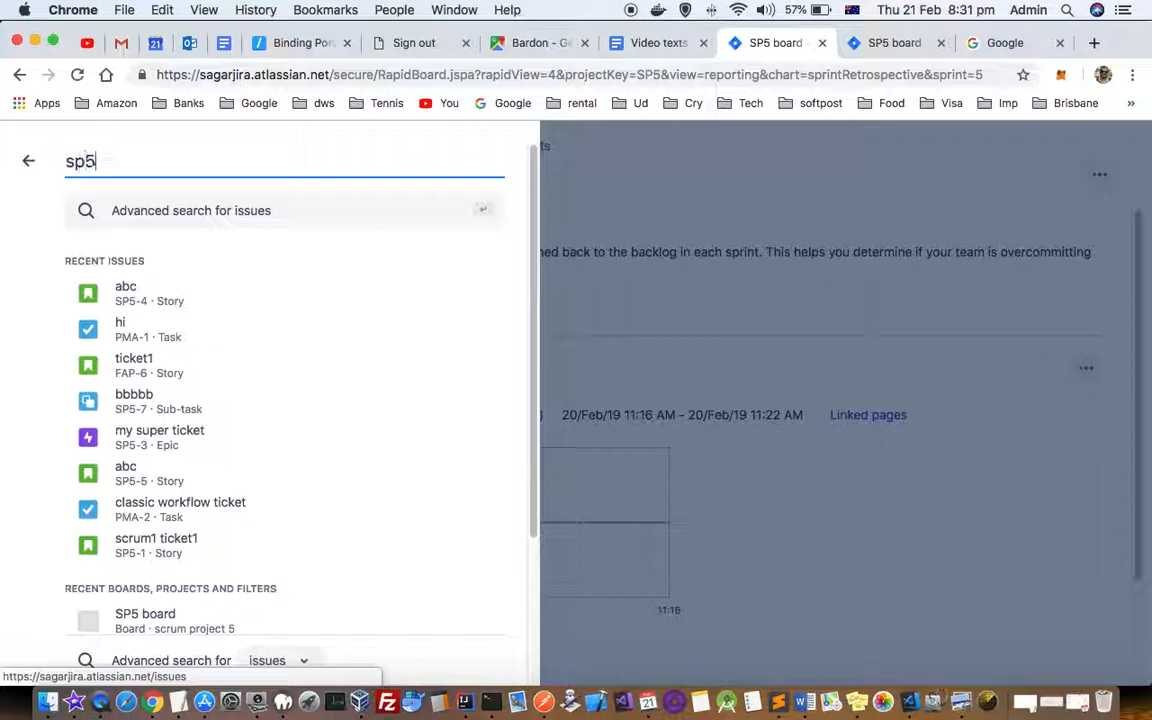 Chrome File Edit View History Bookmarks People Window Help 57% Thu 21 Feb 8:31 pm Admin
Binding Por Sign out Bardon - Ge Video texts SP5 board SP5 board Google
https://sagarjira.atlassian.net/secure/RapidBoard.jspa?rapidView=4&projectKey=SP5&view=reporting&chart=sprintRetrospective&sprint=5
Apps Amazon Banks Google dws Tennis You Google rental Ud Cry Tech softpost Food Visa Imp Brisbane »
ts
sp5
Advanced search for issues
ned back to the backlog in each sprint. This helps you determine if your team is overcommitting
RECENT ISSUES
abc
SP5-4 · Story
hi
PMA-1 · Task
ticket1
FAP-6 · Story
bbbbb
SP5-7 · Sub-task
) 20/Feb/19 11:16 AM - 20/Feb/19 11:22 AM Linked pages
my super ticket
SP5-3 · Epic
abc
SP5-5 · Story
classic workflow ticket
PMA-2 · Task
scrum1 ticket1
SP5-1 · Story
RECENT BOARDS, PROJECTS AND FILTERS
SP5 board
Board · scrum project 5
11:16
Advanced search for issues
https://sagarjira.atlassian.net/issues